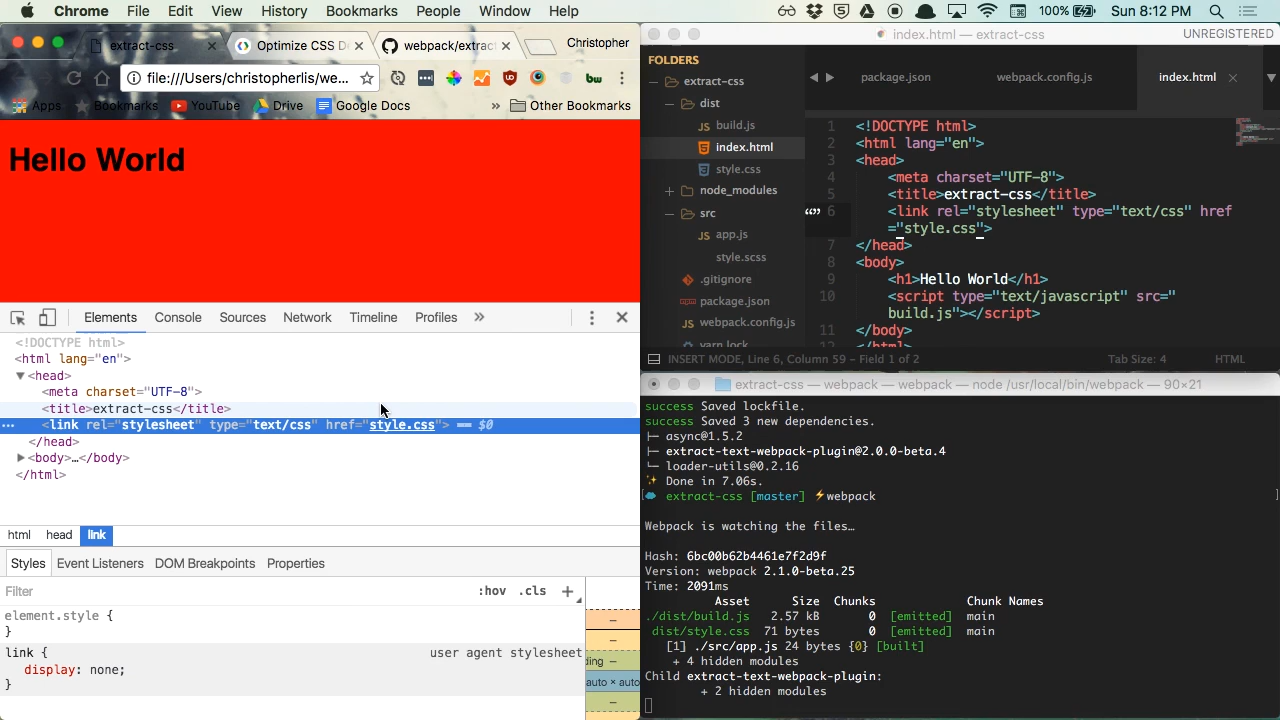 Chrome File Edit View History Bookmarks People Window Help 100% Sun 8:12 PM
extract-css
Optimize CSS D
webpack/extract
Christopher
file:///Users/christopherlis/we...
bw
Apps Bookmarks YouTube Drive Google Docs » Other Bookmarks
Hello World
Elements Console Sources Network Timeline Profiles »
<!DOCTYPE html>
<html lang="en">
<head>
<meta charset="UTF-8">
<title>extract-css</title>
<link rel="stylesheet" type="text/css" href="style.css"> == $0
</head>
<body>…</body>
</html>
html head link
Styles Event Listeners DOM Breakpoints Properties
Filter :hov .cls +
element.style {
}
link { user agent stylesheet
display: none;
}
–
–
ding –
auto × auto
–
index.html — extract-css UNREGISTERED
FOLDERS
extract-css
dist
JS build.js
index.html
style.css
node_modules
src
JS app.js
style.scss
.gitignore
package.json
JS webpack.config.js
yarn.lock
package.json webpack.config.js index.html
1 <!DOCTYPE html>
2 <html lang="en">
3 <head>
4 <meta charset="UTF-8">
5 <title>extract-css</title>
6 <link rel="stylesheet" type="text/css" href
="style.css">
7 </head>
8 <body>
9 <h1>Hello World</h1>
10 <script type="text/javascript" src="
build.js"></script>
11 </body>
12 </html>
INSERT MODE, Line 6, Column 59 – Field 1 of 2 Tab Size: 4 HTML
extract-css — webpack — webpack — node /usr/local/bin/webpack — 90×21
success Saved lockfile.
success Saved 3 new dependencies.
├─ async@1.5.2
├─ extract-text-webpack-plugin@2.0.0-beta.4
└─ loader-utils@0.2.16
✨ Done in 7.06s.
extract-css [master] ⚡webpack
Webpack is watching the files…
Hash: 6bc00b62b4461e7f2d9f
Version: webpack 2.1.0-beta.25
Time: 2091ms
Asset Size Chunks Chunk Names
./dist/build.js 2.57 kB 0 [emitted] main
dist/style.css 71 bytes 0 [emitted] main
[1] ./src/app.js 24 bytes {0} [built]
+ 4 hidden modules
Child extract-text-webpack-plugin:
+ 2 hidden modules